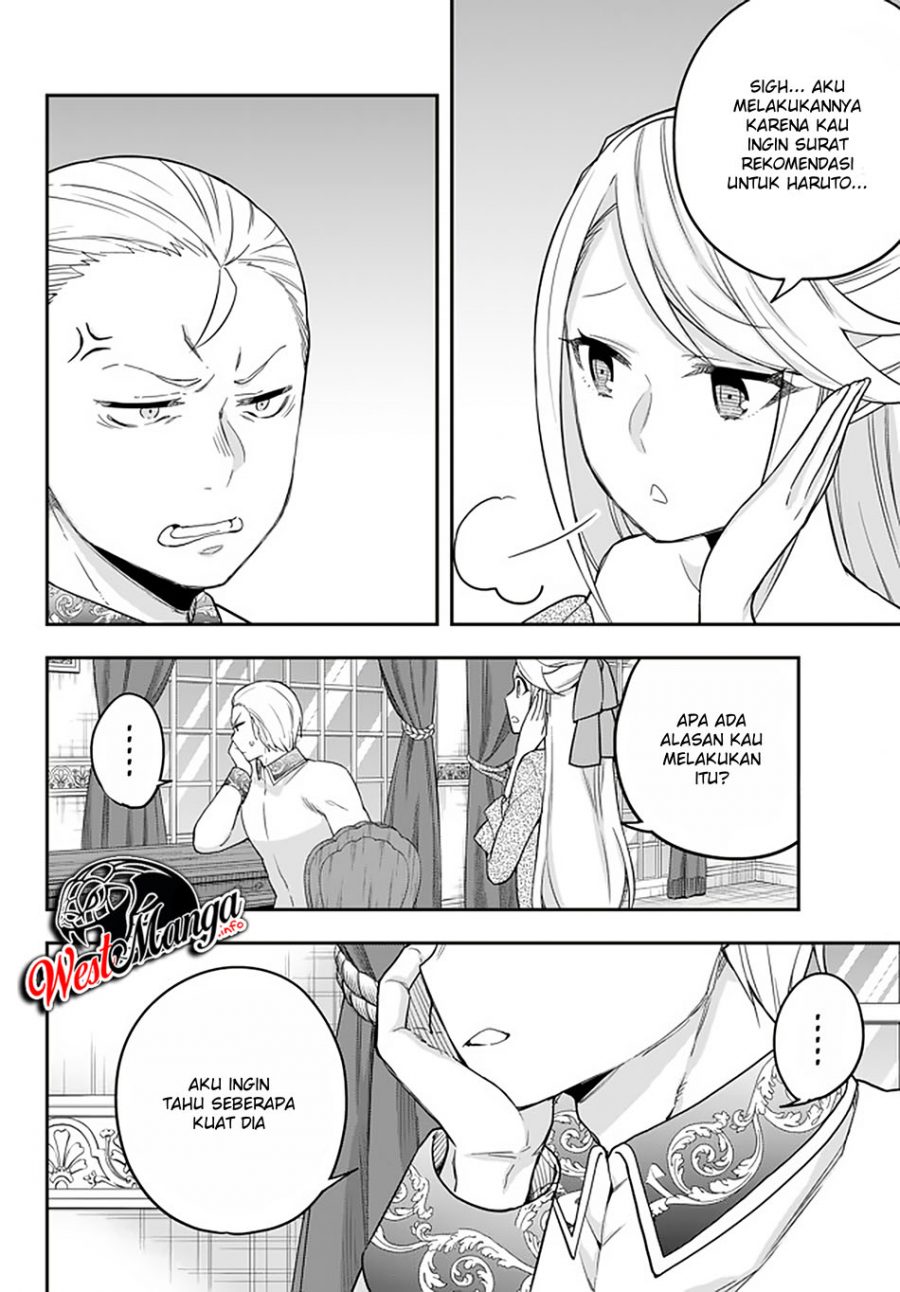 SIGH... AKU
MELAKUKANNYA
KARENA KAU
INGIN SURAT
REKOMENDASI
UNTUK HARUTO...
APA ADA
ALASAN KAU
MELAKUKAN
ITU?
......
WestManga
.info
......
AKU INGIN
TAHU SEBERAPA
KUAT DIA